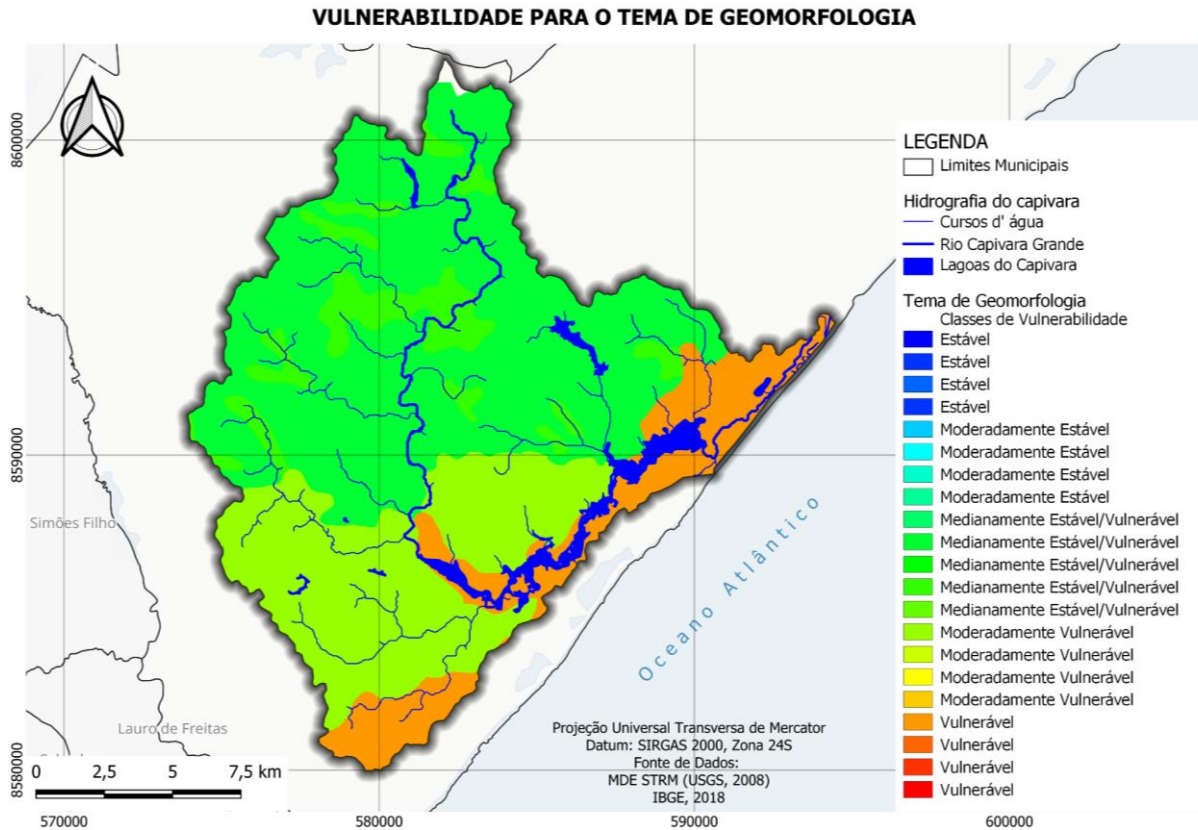 VULNERABILIDADE PARA O TEMA DE GEOMORFOLOGIA
8600000
8590000
8580000
LEGENDA
Limites Municipais
Hidrografia do capivara
Cursos d' água
Rio Capivara Grande
Lagoas do Capivara
Tema de Geomorfologia
Classes de Vulnerabilidade
Estável
Estável
Estável
Estável
Moderadamente Estável
Moderadamente Estável
Moderadamente Estável
Moderadamente Estável
Medianamente Estável/Vulnerável
Medianamente Estável/Vulnerável
Medianamente Estável/Vulnerável
Medianamente Estável/Vulnerável
Medianamente Estável/Vulnerável
Moderadamente Vulnerável
Moderadamente Vulnerável
Moderadamente Vulnerável
Moderadamente Vulnerável
Vulnerável
Vulnerável
Vulnerável
Vulnerável
Simões Filho
Oceano Atlântico
Lauro de Freitas
Projeção Universal Transversa de Mercator
Datum: SIRGAS 2000, Zona 24S
Fonte de Dados:
MDE STRM (USGS, 2008)
IBGE, 2018
0 2,5 5 7,5 km
570000 580000 590000 600000